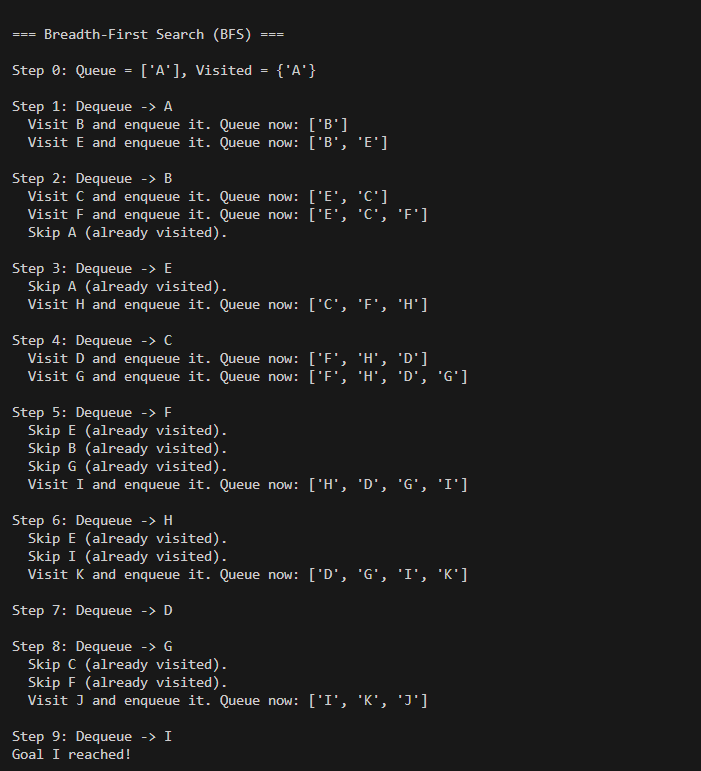 === Breadth-First Search (BFS) ===
Step 0: Queue = ['A'], Visited = {'A'}
Step 1: Dequeue -> A
Visit B and enqueue it. Queue now: ['B']
Visit E and enqueue it. Queue now: ['B', 'E']
Step 2: Dequeue -> B
Visit C and enqueue it. Queue now: ['E', 'C']
Visit F and enqueue it. Queue now: ['E', 'C', 'F']
Skip A (already visited).
Step 3: Dequeue -> E
Skip A (already visited).
Visit H and enqueue it. Queue now: ['C', 'F', 'H']
Step 4: Dequeue -> C
Visit D and enqueue it. Queue now: ['F', 'H', 'D']
Visit G and enqueue it. Queue now: ['F', 'H', 'D', 'G']
Step 5: Dequeue -> F
Skip E (already visited).
Skip B (already visited).
Skip G (already visited).
Visit I and enqueue it. Queue now: ['H', 'D', 'G', 'I']
Step 6: Dequeue -> H
Skip E (already visited).
Skip I (already visited).
Visit K and enqueue it. Queue now: ['D', 'G', 'I', 'K']
Step 7: Dequeue -> D
Step 8: Dequeue -> G
Skip C (already visited).
Skip F (already visited).
Visit J and enqueue it. Queue now: ['I', 'K', 'J']
Step 9: Dequeue -> I
Goal I reached!